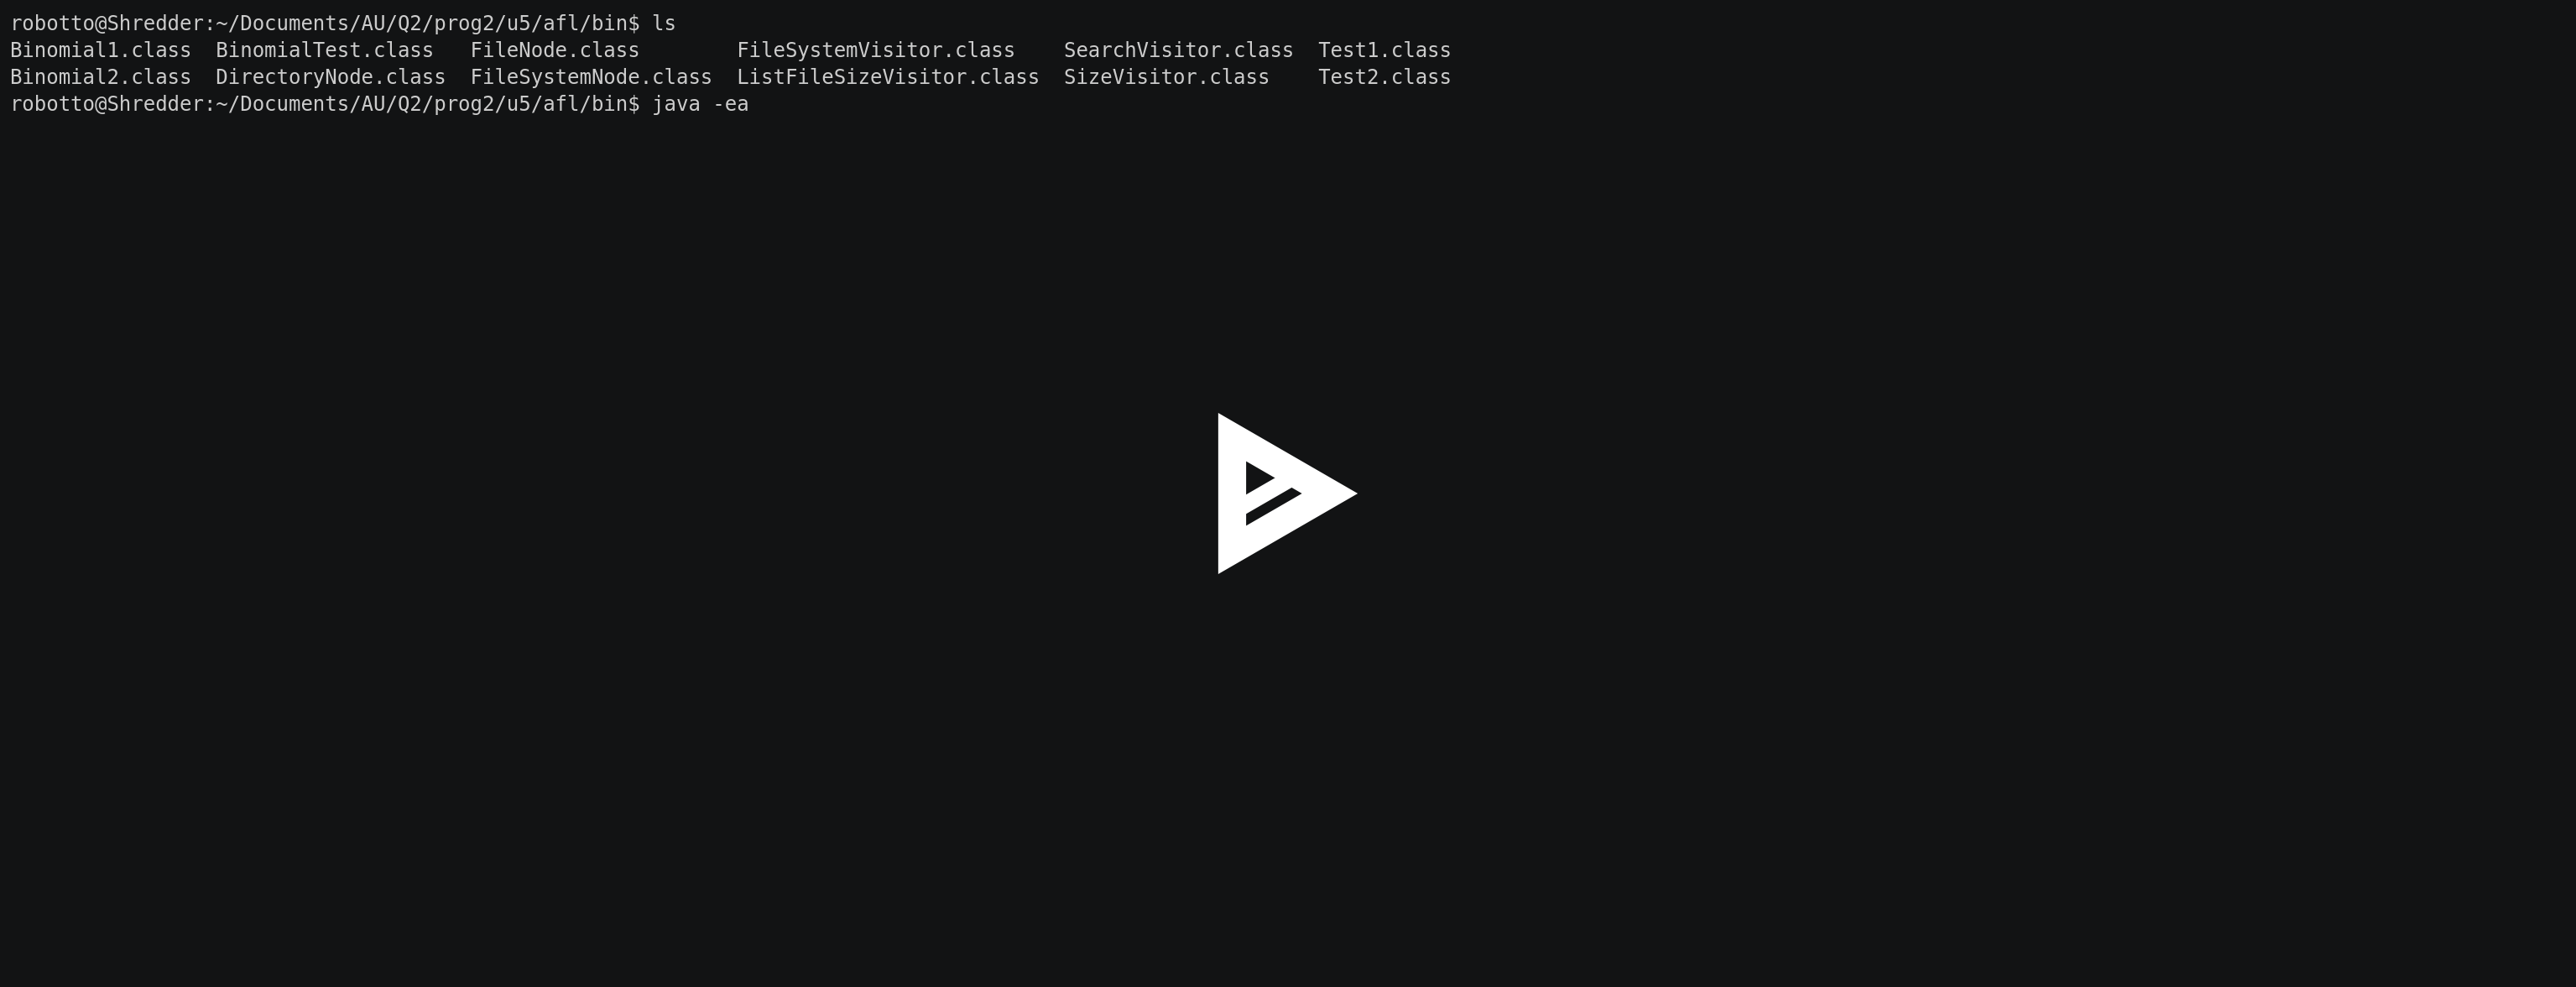 robotto@Shredder:~/Documents/AU/Q2/prog2/u5/afl/bin$ ls
Binomial1.class  BinomialTest.class   FileNode.class        FileSystemVisitor.class    SearchVisitor.class  Test1.class
Binomial2.class  DirectoryNode.class  FileSystemNode.class  ListFileSizeVisitor.class  SizeVisitor.class    Test2.class
robotto@Shredder:~/Documents/AU/Q2/prog2/u5/afl/bin$ java -ea